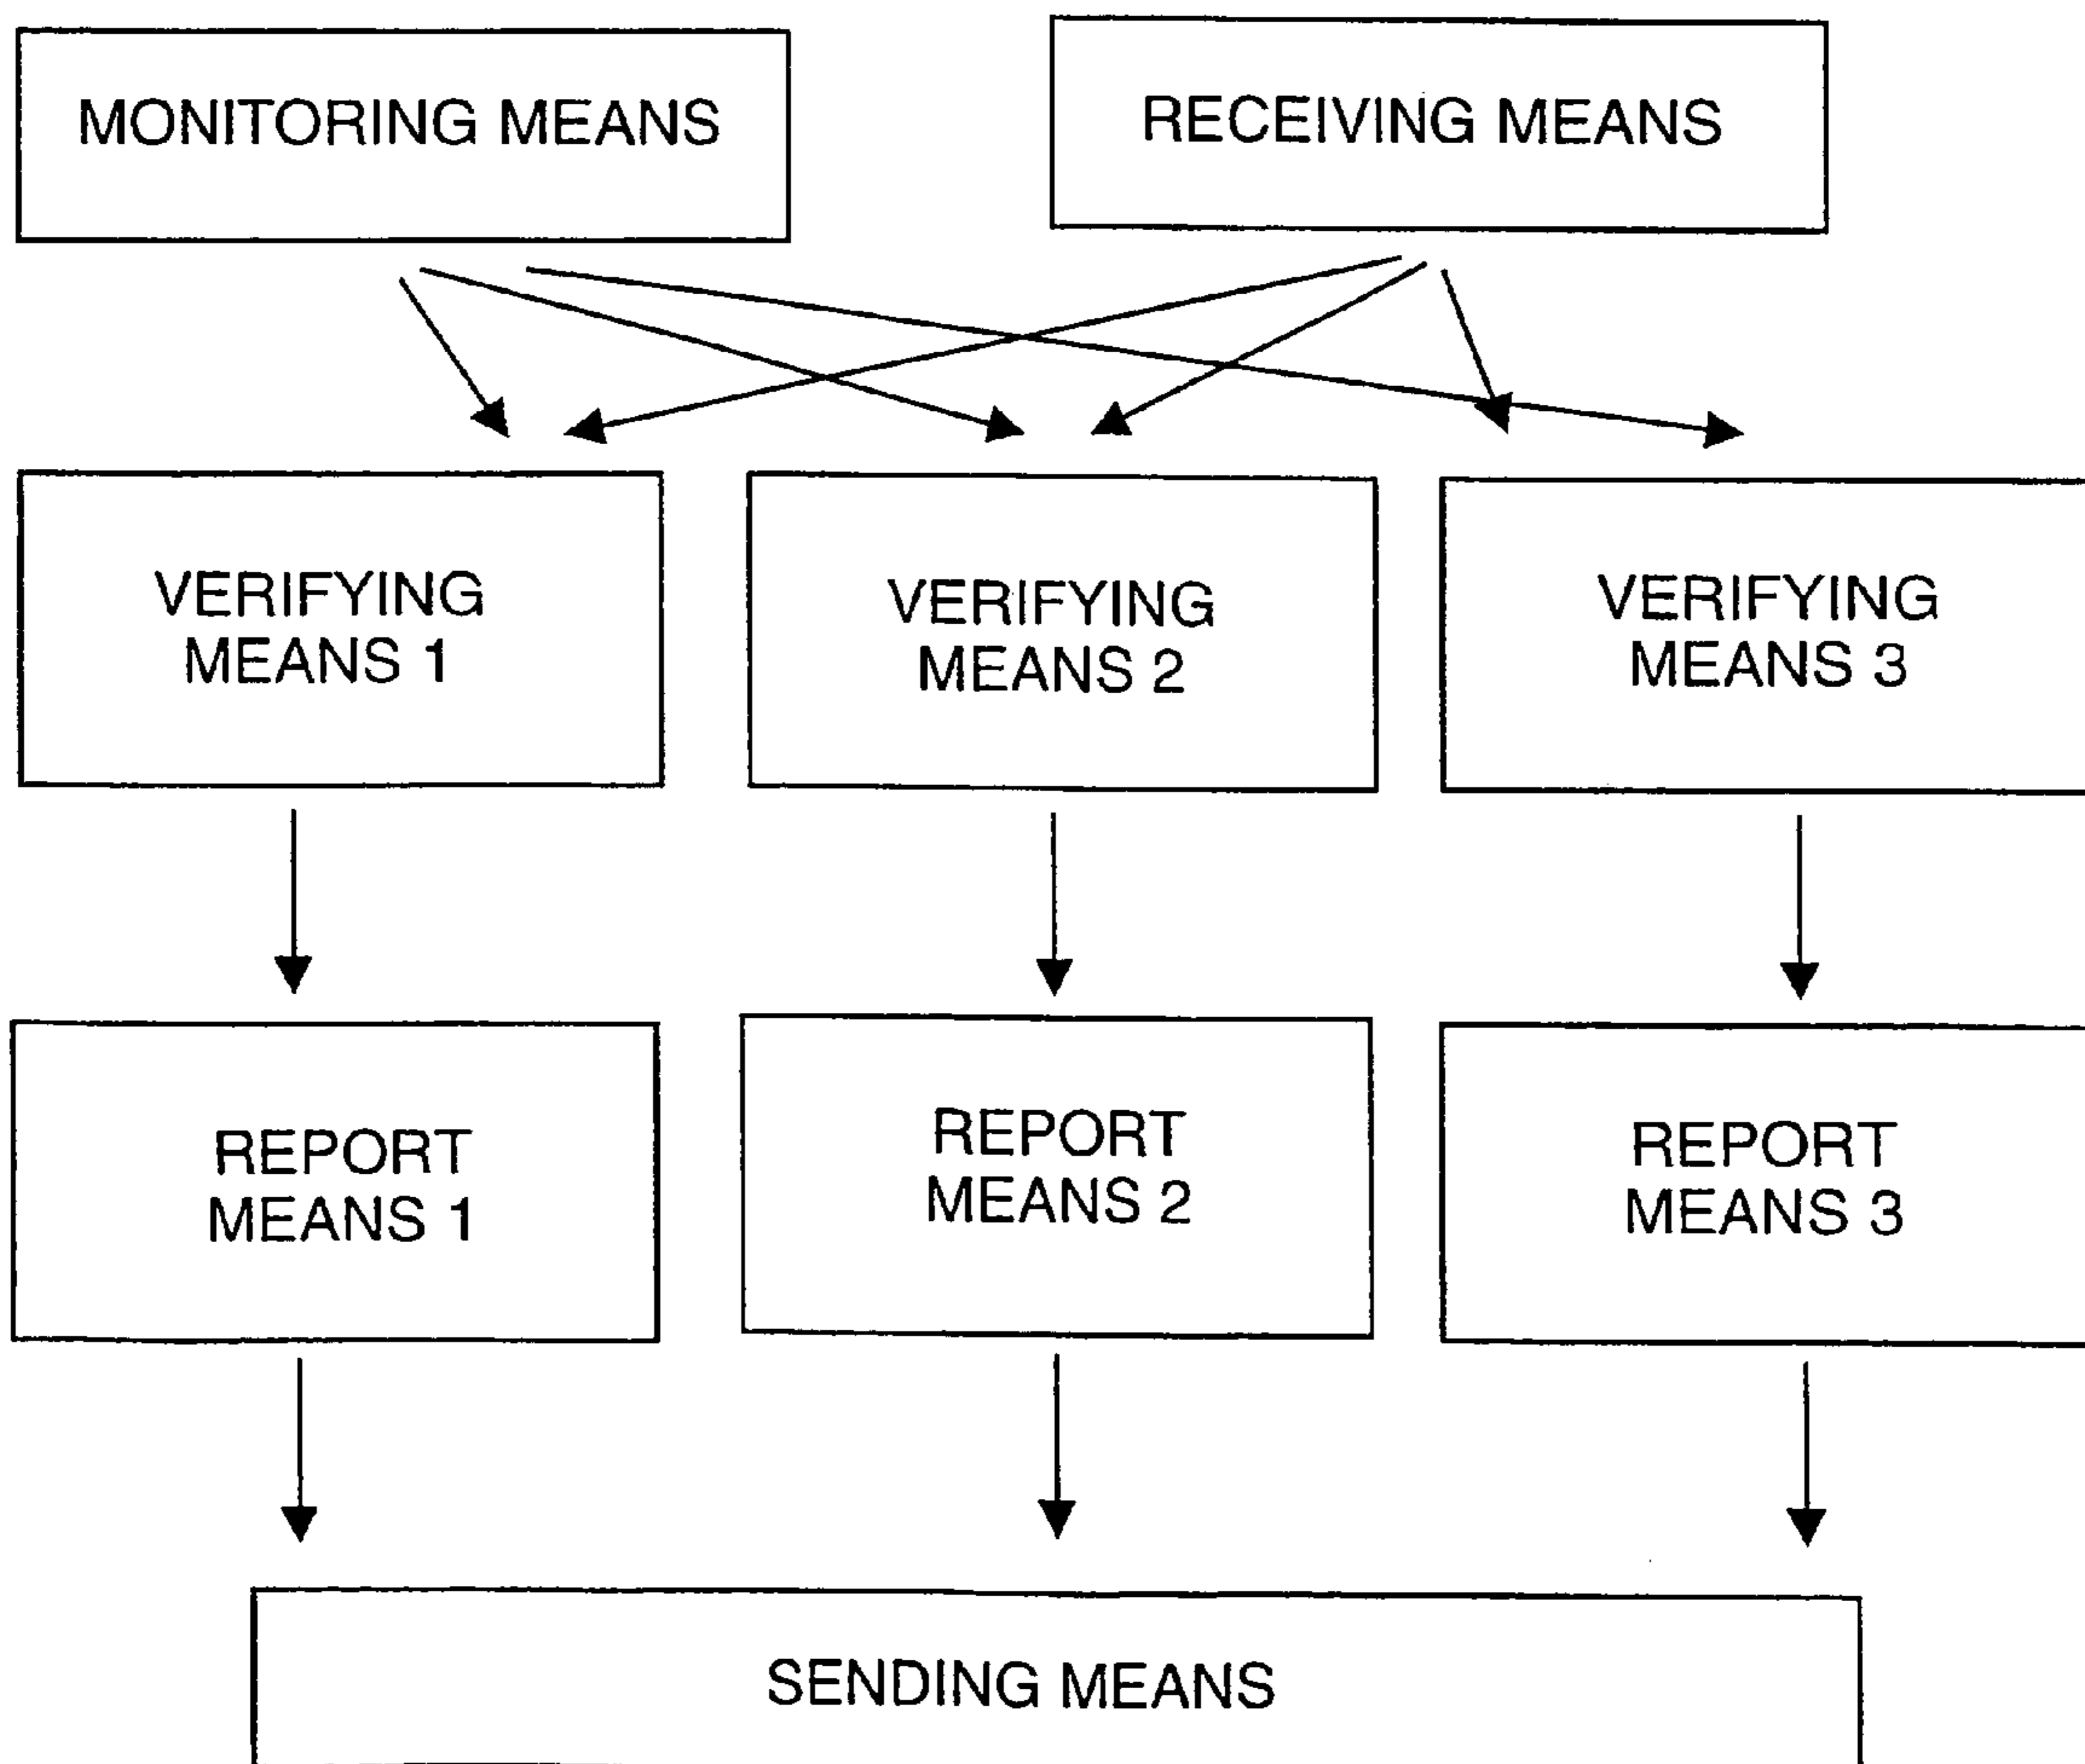 MONITORING MEANS
RECEIVING MEANS
VERIFYING
MEANS 1
VERIFYING
MEANS 2
VERIFYING
MEANS 3
REPORT
MEANS 1
REPORT
MEANS 2
REPORT
MEANS 3
SENDING MEANS